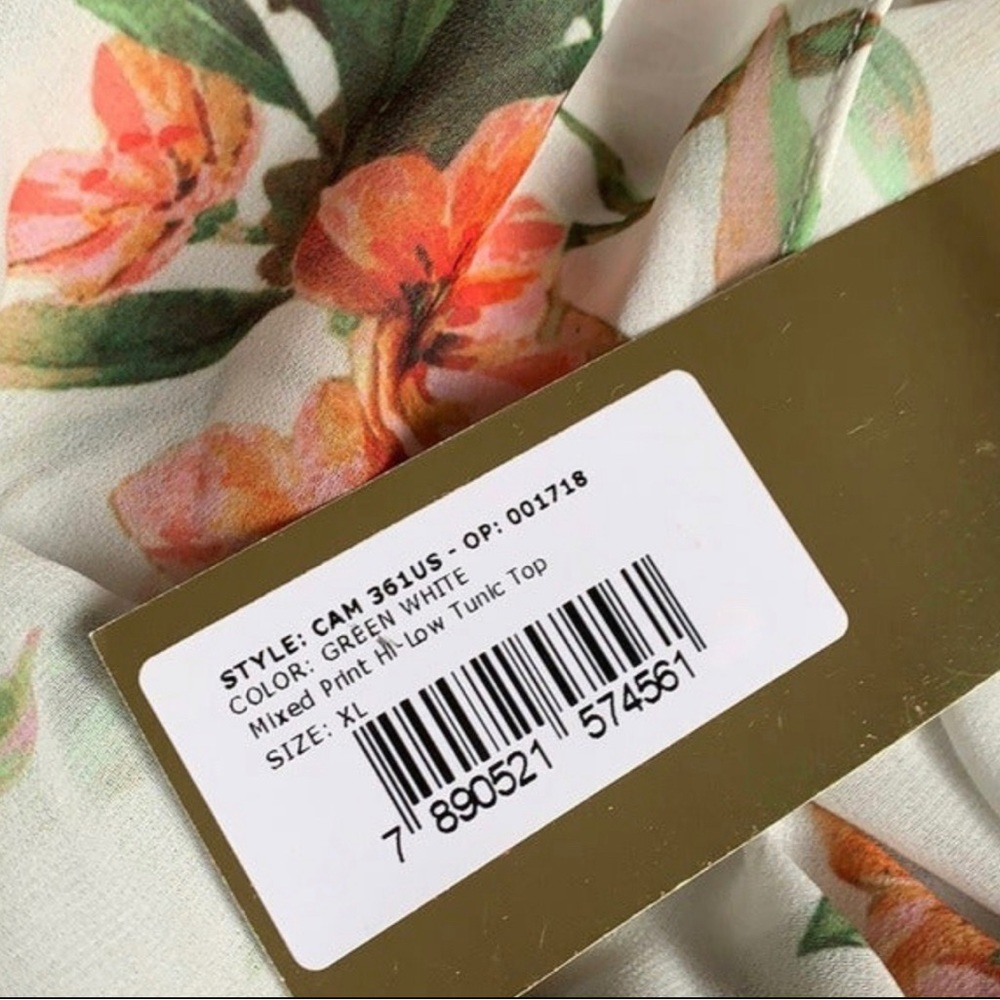 STYLE: CAM 361US - OP: 001718
COLOR: GREEN WHITE
Mixed Print Hi-Low Tunic Top
SIZE: XL
7 890521 574561